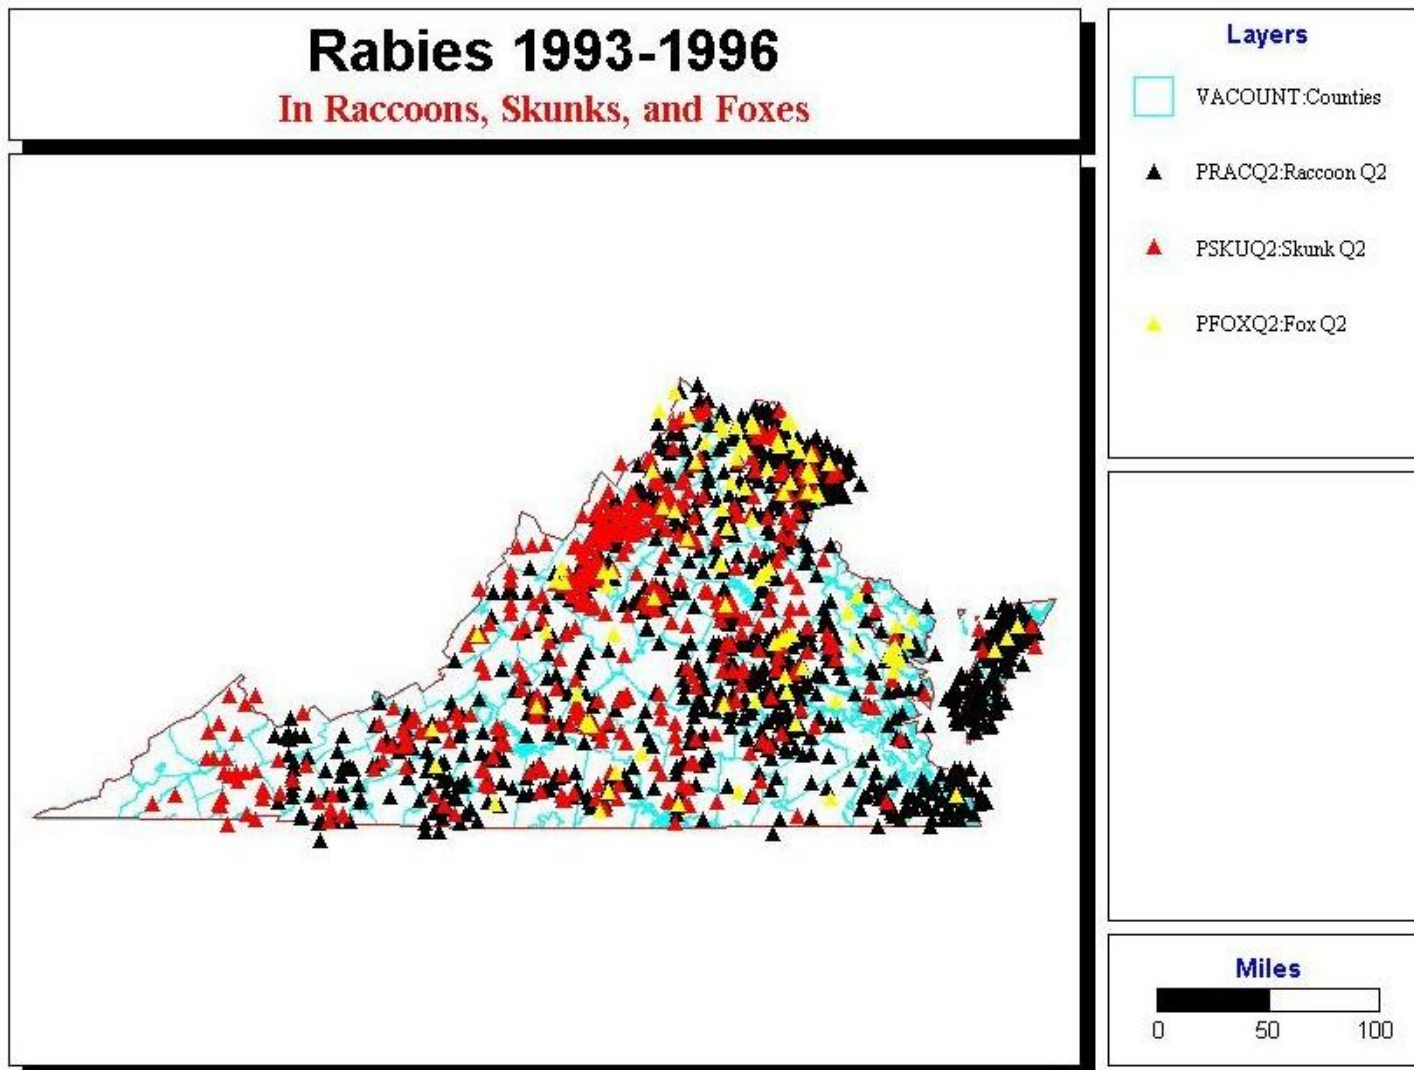 Rabies 1993-1996
In Raccoons, Skunks, and Foxes
Layers
VACOUNT:Counties
PRACQ2:Raccoon Q2
PSKUQ2:Skunk Q2
PFOXQ2:Fox Q2
Miles
0 50 100